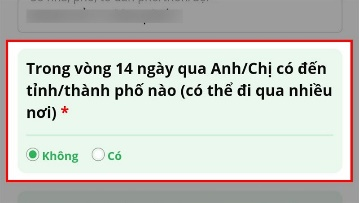 Trong vòng 14 ngày qua Anh/Chị có đến
tỉnh/thành phố nào (có thể đi qua nhiều
nơi) *
Không Có